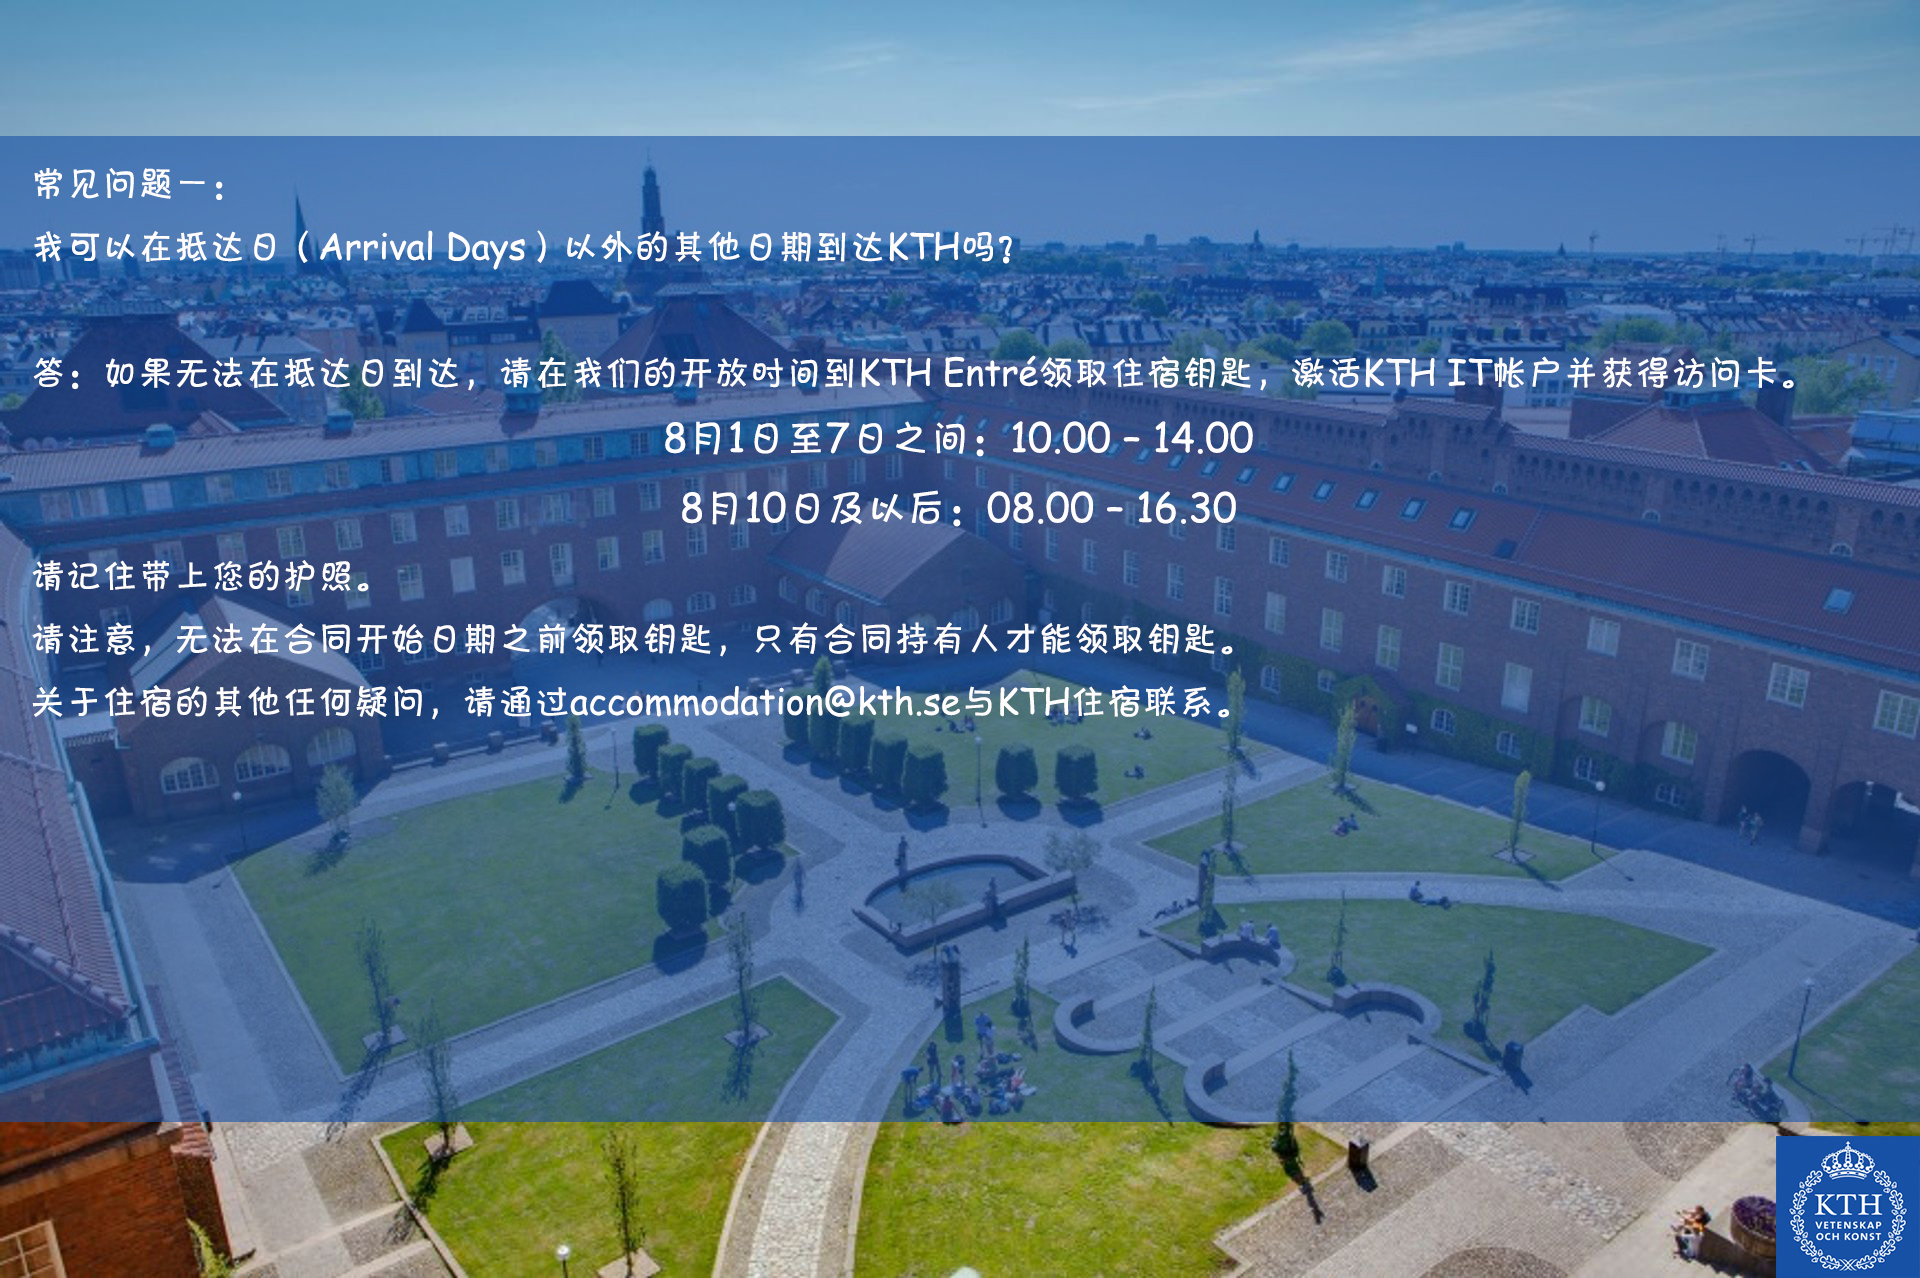 常见问题一：
我可以在抵达日（Arrival Days）以外的其他日期到达KTH吗？
答：如果无法在抵达日到达，请在我们的开放时间到KTH Entré领取住宿钥匙，激活KTH IT帐户并获得访问卡。
8月1日至7日之间：10.00 – 14.00
8月10日及以后：08.00 – 16.30
请记住带上您的护照。
请注意，无法在合同开始日期之前领取钥匙，只有合同持有人才能领取钥匙。
关于住宿的其他任何疑问，请通过accommodation@kth.se与KTH住宿联系。
KTH
VETENSKAP
OCH KONST